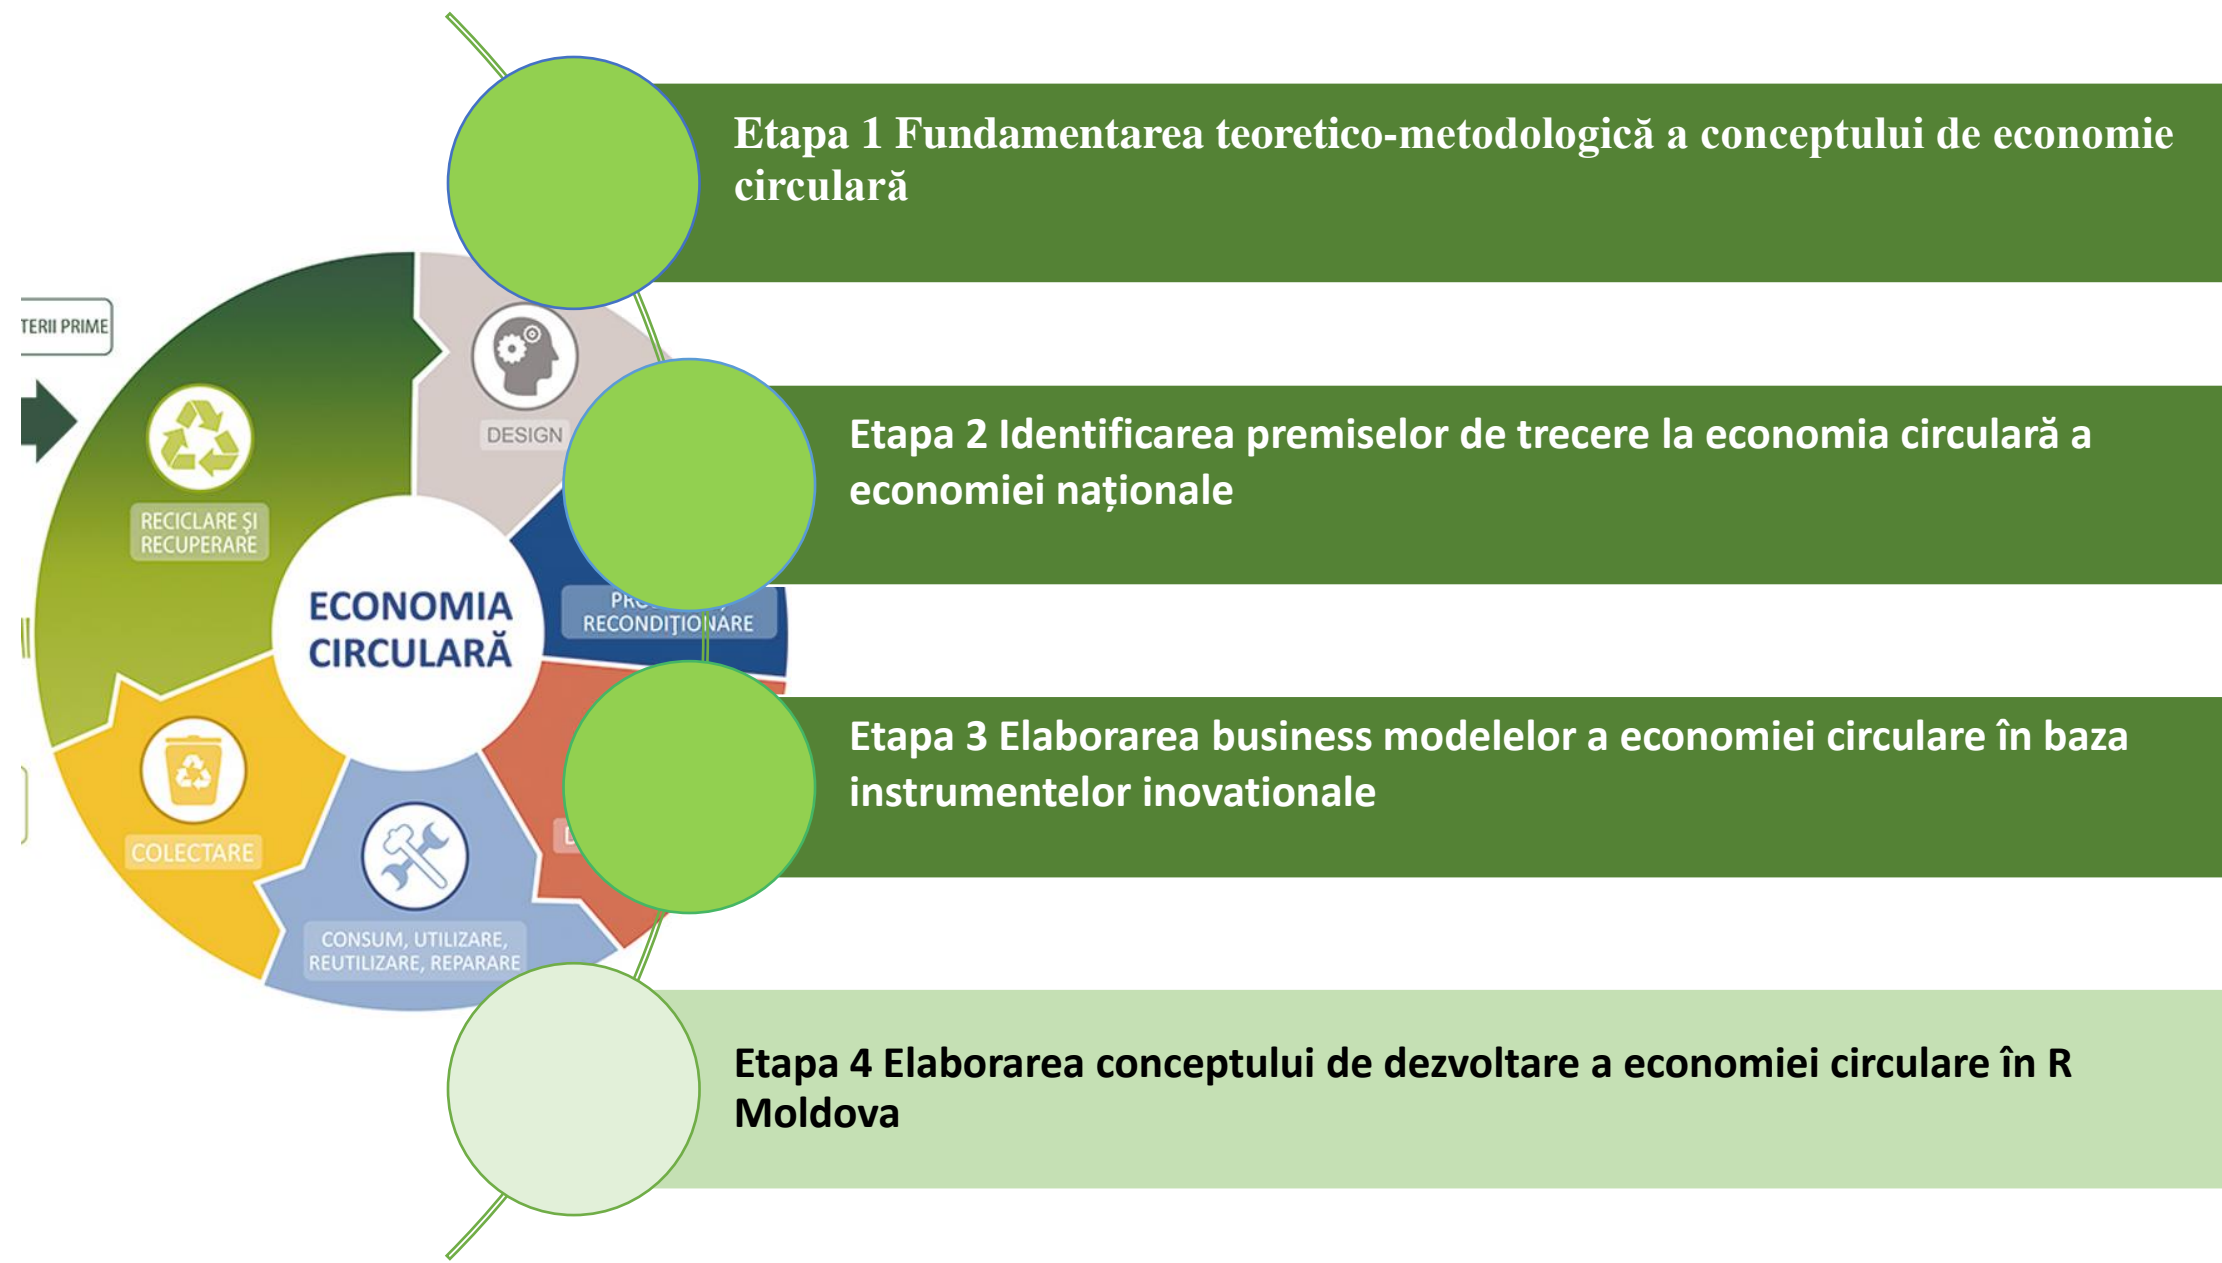 Etapa 1 Fundamentarea teoretico-metodologică a conceptului de economie
circulară
TERII PRIME
DESIGN
Etapa 2 Identificarea premiselor de trecere la economia circulară a
economiei naționale
RECICLARE ȘI
RECUPERARE
ECONOMIA
CIRCULARĂ
RECONDIȚIONARE
Etapa 3 Elaborarea business modelelor a economiei circulare în baza
instrumentelor inovationale
COLECTARE
CONSUM, UTILIZARE,
REUTILIZARE, REPARARE
Etapa 4 Elaborarea conceptului de dezvoltare a economiei circulare în R
Moldova